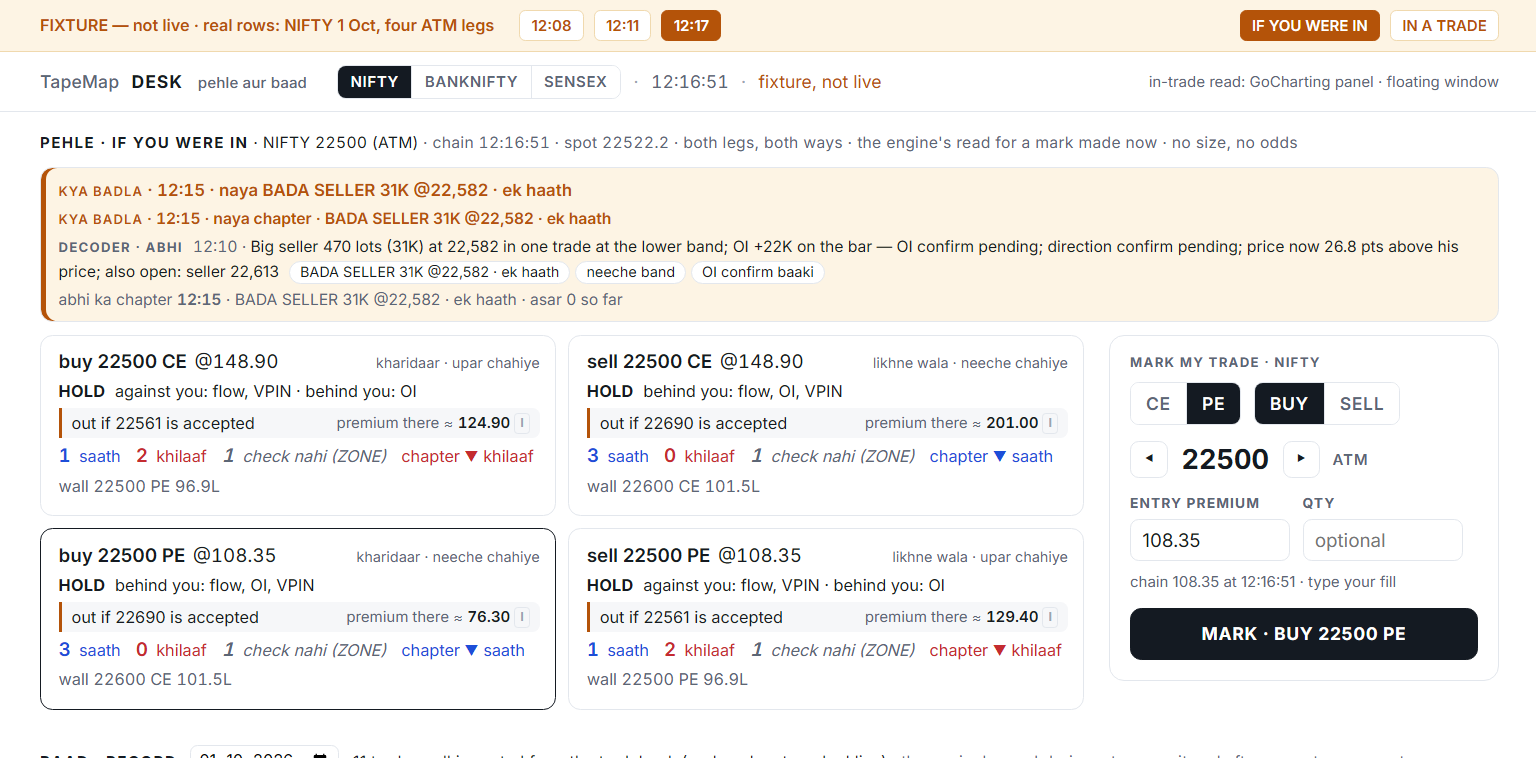 FIXTURE — not live · real rows: NIFTY 1 Oct, four ATM legs 12:08 12:11 12:17 IF YOU WERE IN IN A TRADE
TapeMap DESK pehle aur baad NIFTY BANKNIFTY SENSEX · 12:16:51 · fixture, not live in-trade read: GoCharting panel · floating window
PEHLE · IF YOU WERE IN · NIFTY 22500 (ATM) · chain 12:16:51 · spot 22522.2 · both legs, both ways · the engine's read for a mark made now · no size, no odds
KYA BADLA · 12:15 · naya BADA SELLER 31K @22,582 · ek haath
KYA BADLA · 12:15 · naya chapter · BADA SELLER 31K @22,582 · ek haath
DECODER · ABHI 12:10 · Big seller 470 lots (31K) at 22,582 in one trade at the lower band; OI +22K on the bar — OI confirm pending; direction confirm pending; price now 26.8 pts above his
price; also open: seller 22,613 BADA SELLER 31K @22,582 · ek haath neeche band OI confirm baaki
abhi ka chapter 12:15 · BADA SELLER 31K @22,582 · ek haath · asar 0 so far
buy 22500 CE @148.90 kharidaar · upar chahiye
HOLD against you: flow, VPIN · behind you: OI
out if 22561 is accepted premium there ≈ 124.90 I
1 saath 2 khilaaf 1 check nahi (ZONE) chapter ▼ khilaaf
wall 22500 PE 96.9L
sell 22500 CE @148.90 likhne wala · neeche chahiye
HOLD behind you: flow, OI, VPIN
out if 22690 is accepted premium there ≈ 201.00 I
3 saath 0 khilaaf 1 check nahi (ZONE) chapter ▼ saath
wall 22600 CE 101.5L
buy 22500 PE @108.35 kharidaar · neeche chahiye
HOLD behind you: flow, OI, VPIN
out if 22690 is accepted premium there ≈ 76.30 I
3 saath 0 khilaaf 1 check nahi (ZONE) chapter ▼ saath
wall 22600 CE 101.5L
sell 22500 PE @108.35 likhne wala · upar chahiye
HOLD against you: flow, VPIN · behind you: OI
out if 22561 is accepted premium there ≈ 129.40 I
1 saath 2 khilaaf 1 check nahi (ZONE) chapter ▼ khilaaf
wall 22500 PE 96.9L
MARK MY TRADE · NIFTY
CE PE BUY SELL
◂ 22500 ▸ ATM
ENTRY PREMIUM QTY
108.35 optional
chain 108.35 at 12:16:51 · type your fill
MARK · BUY 22500 PE